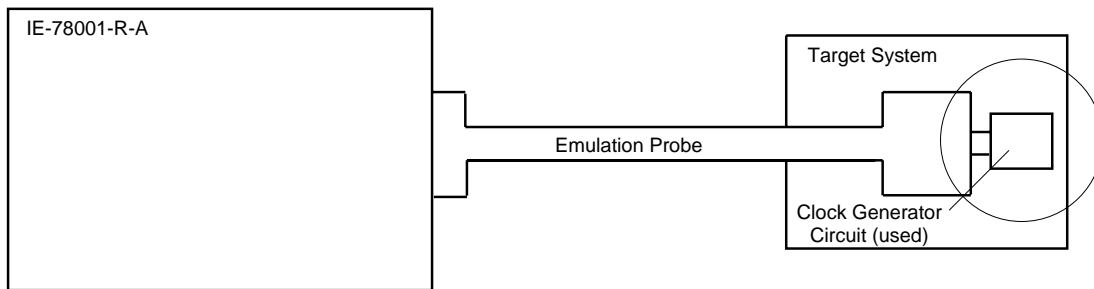 IE-78001-R-A
Target System
Emulation Probe
Clock Generator
Circuit (used)